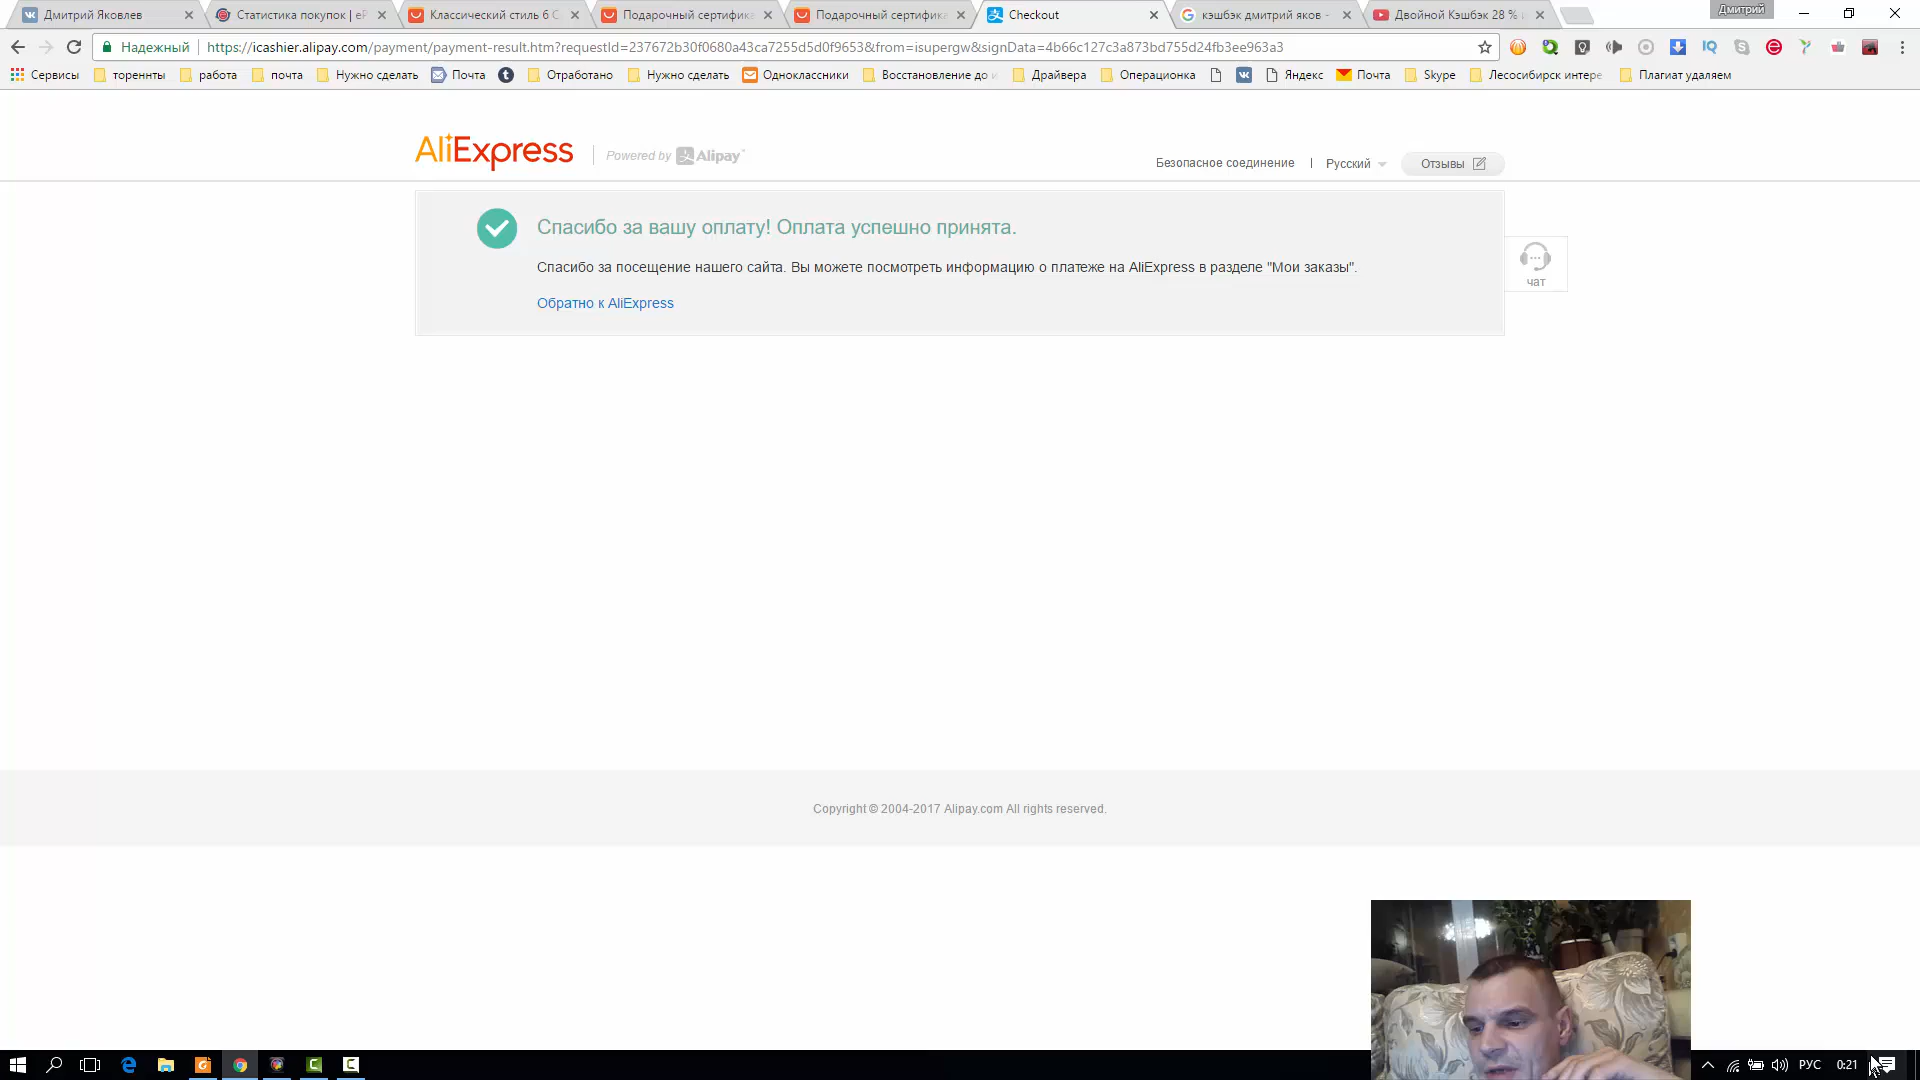 Дмитрий Яковлев
Статистика покупок | eP
Классический стиль 6 С
Подарочный сертифика
Подарочный сертифика
Checkout
кэшбэк дмитрий яков -
Двойной Кэшбэк 28 %
Дмитрий
Надежный
https://icashier.alipay.com/payment/payment-result.htm?requestId=237672b30f0680a43ca7255d5d0f9653&from=isupergw&signData=4b66c127c3a873bd755d24fb3ee963a3
Сервисы
торенты
работа
почта
Нужно сделать
Почта
Отработано
Нужно сделать
Одноклассники
Восстановление до
Драйвера
Операционка
Яндекс
Почта
Skype
Лесосибирск интере
Плагиат удаляем
AliExpress
Powered by Alipay
Безопасное соединение
Русский
Отзывы
Спасибо за вашу оплату! Оплата успешно принята.
Спасибо за посещение нашего сайта. Вы можете посмотреть информацию о платеже на AliExpress в разделе "Мои заказы".
Обратно к AliExpress
чат
Copyright © 2004-2017 Alipay.com All rights reserved.
РУС
0:21